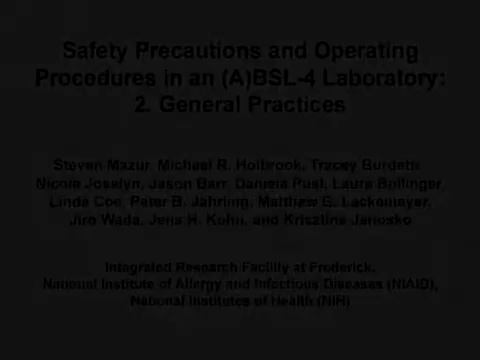 Safety Precautions and Operating
Procedures in an (A)BSL-4 Laboratory:
2. General Practices
Steven Mazur, Michael R. Holbrook, Tracey Burdette,
Nicole Josleyn, Jason Barr, Daniela Pusl, Laura Bollinger,
Linda Coe, Peter B. Jahrling, Matthew G. Lackemeyer,
Jiro Wada, Jens H. Kuhn, and Krisztina Janosko
Integrated Research Facility at Frederick,
National Institute of Allergy and Infectious Diseases (NIAID),
National Institutes of Health (NIH)